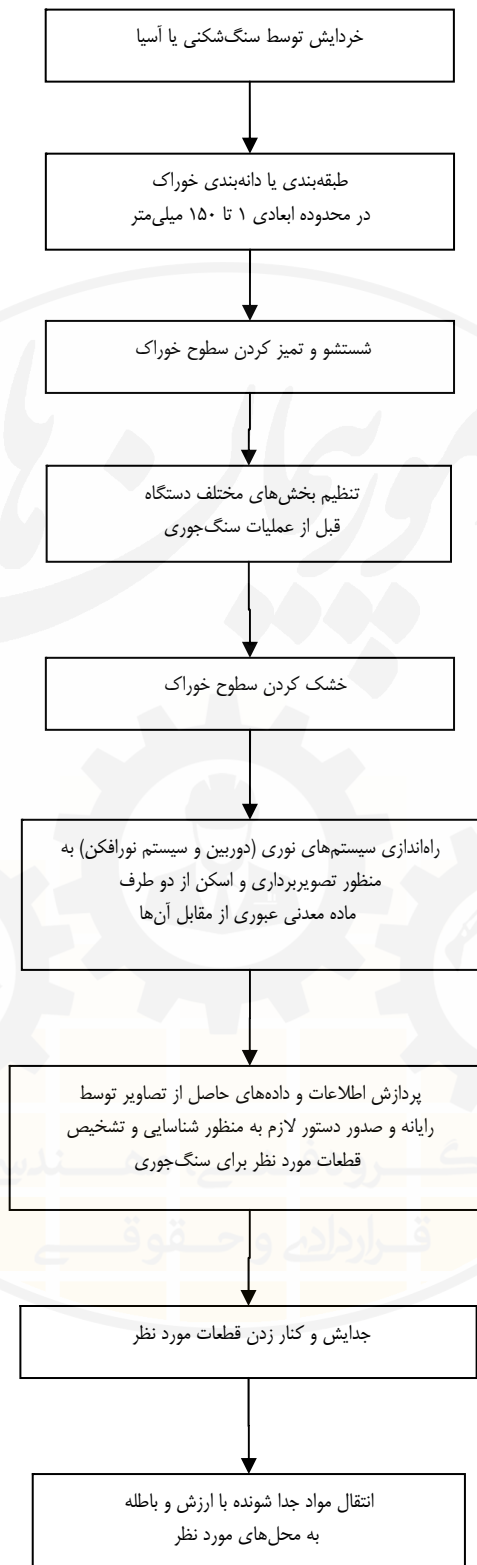 خردایش توسط سنگ‌شکنی یا آسیا
طبقه‌بندی یا دانه‌بندی خوراک
در محدوده ابعادی ۱ تا ۱۵۰ میلی‌متر
شستشو و تمیز کردن سطوح خوراک
تنظیم بخش‌های مختلف دستگاه
قبل از عملیات سنگ‌جوری
خشک کردن سطوح خوراک
راه‌اندازی سیستم‌های نوری (دوربین و سیستم نورافکن) به
منظور تصویربرداری و اسکن از دو طرف
ماده معدنی عبوری از مقابل آن‌ها
پردازش اطلاعات و داده‌های حاصل از تصاویر توسط
رایانه و صدور دستور لازم به منظور شناسایی و تشخیص
قطعات مورد نظر برای سنگ‌جوری
قراردادی و حقوقی
جدایش و کنار زدن قطعات مورد نظر
انتقال مواد جدا شونده با ارزش و باطله
به محل‌های مورد نظر